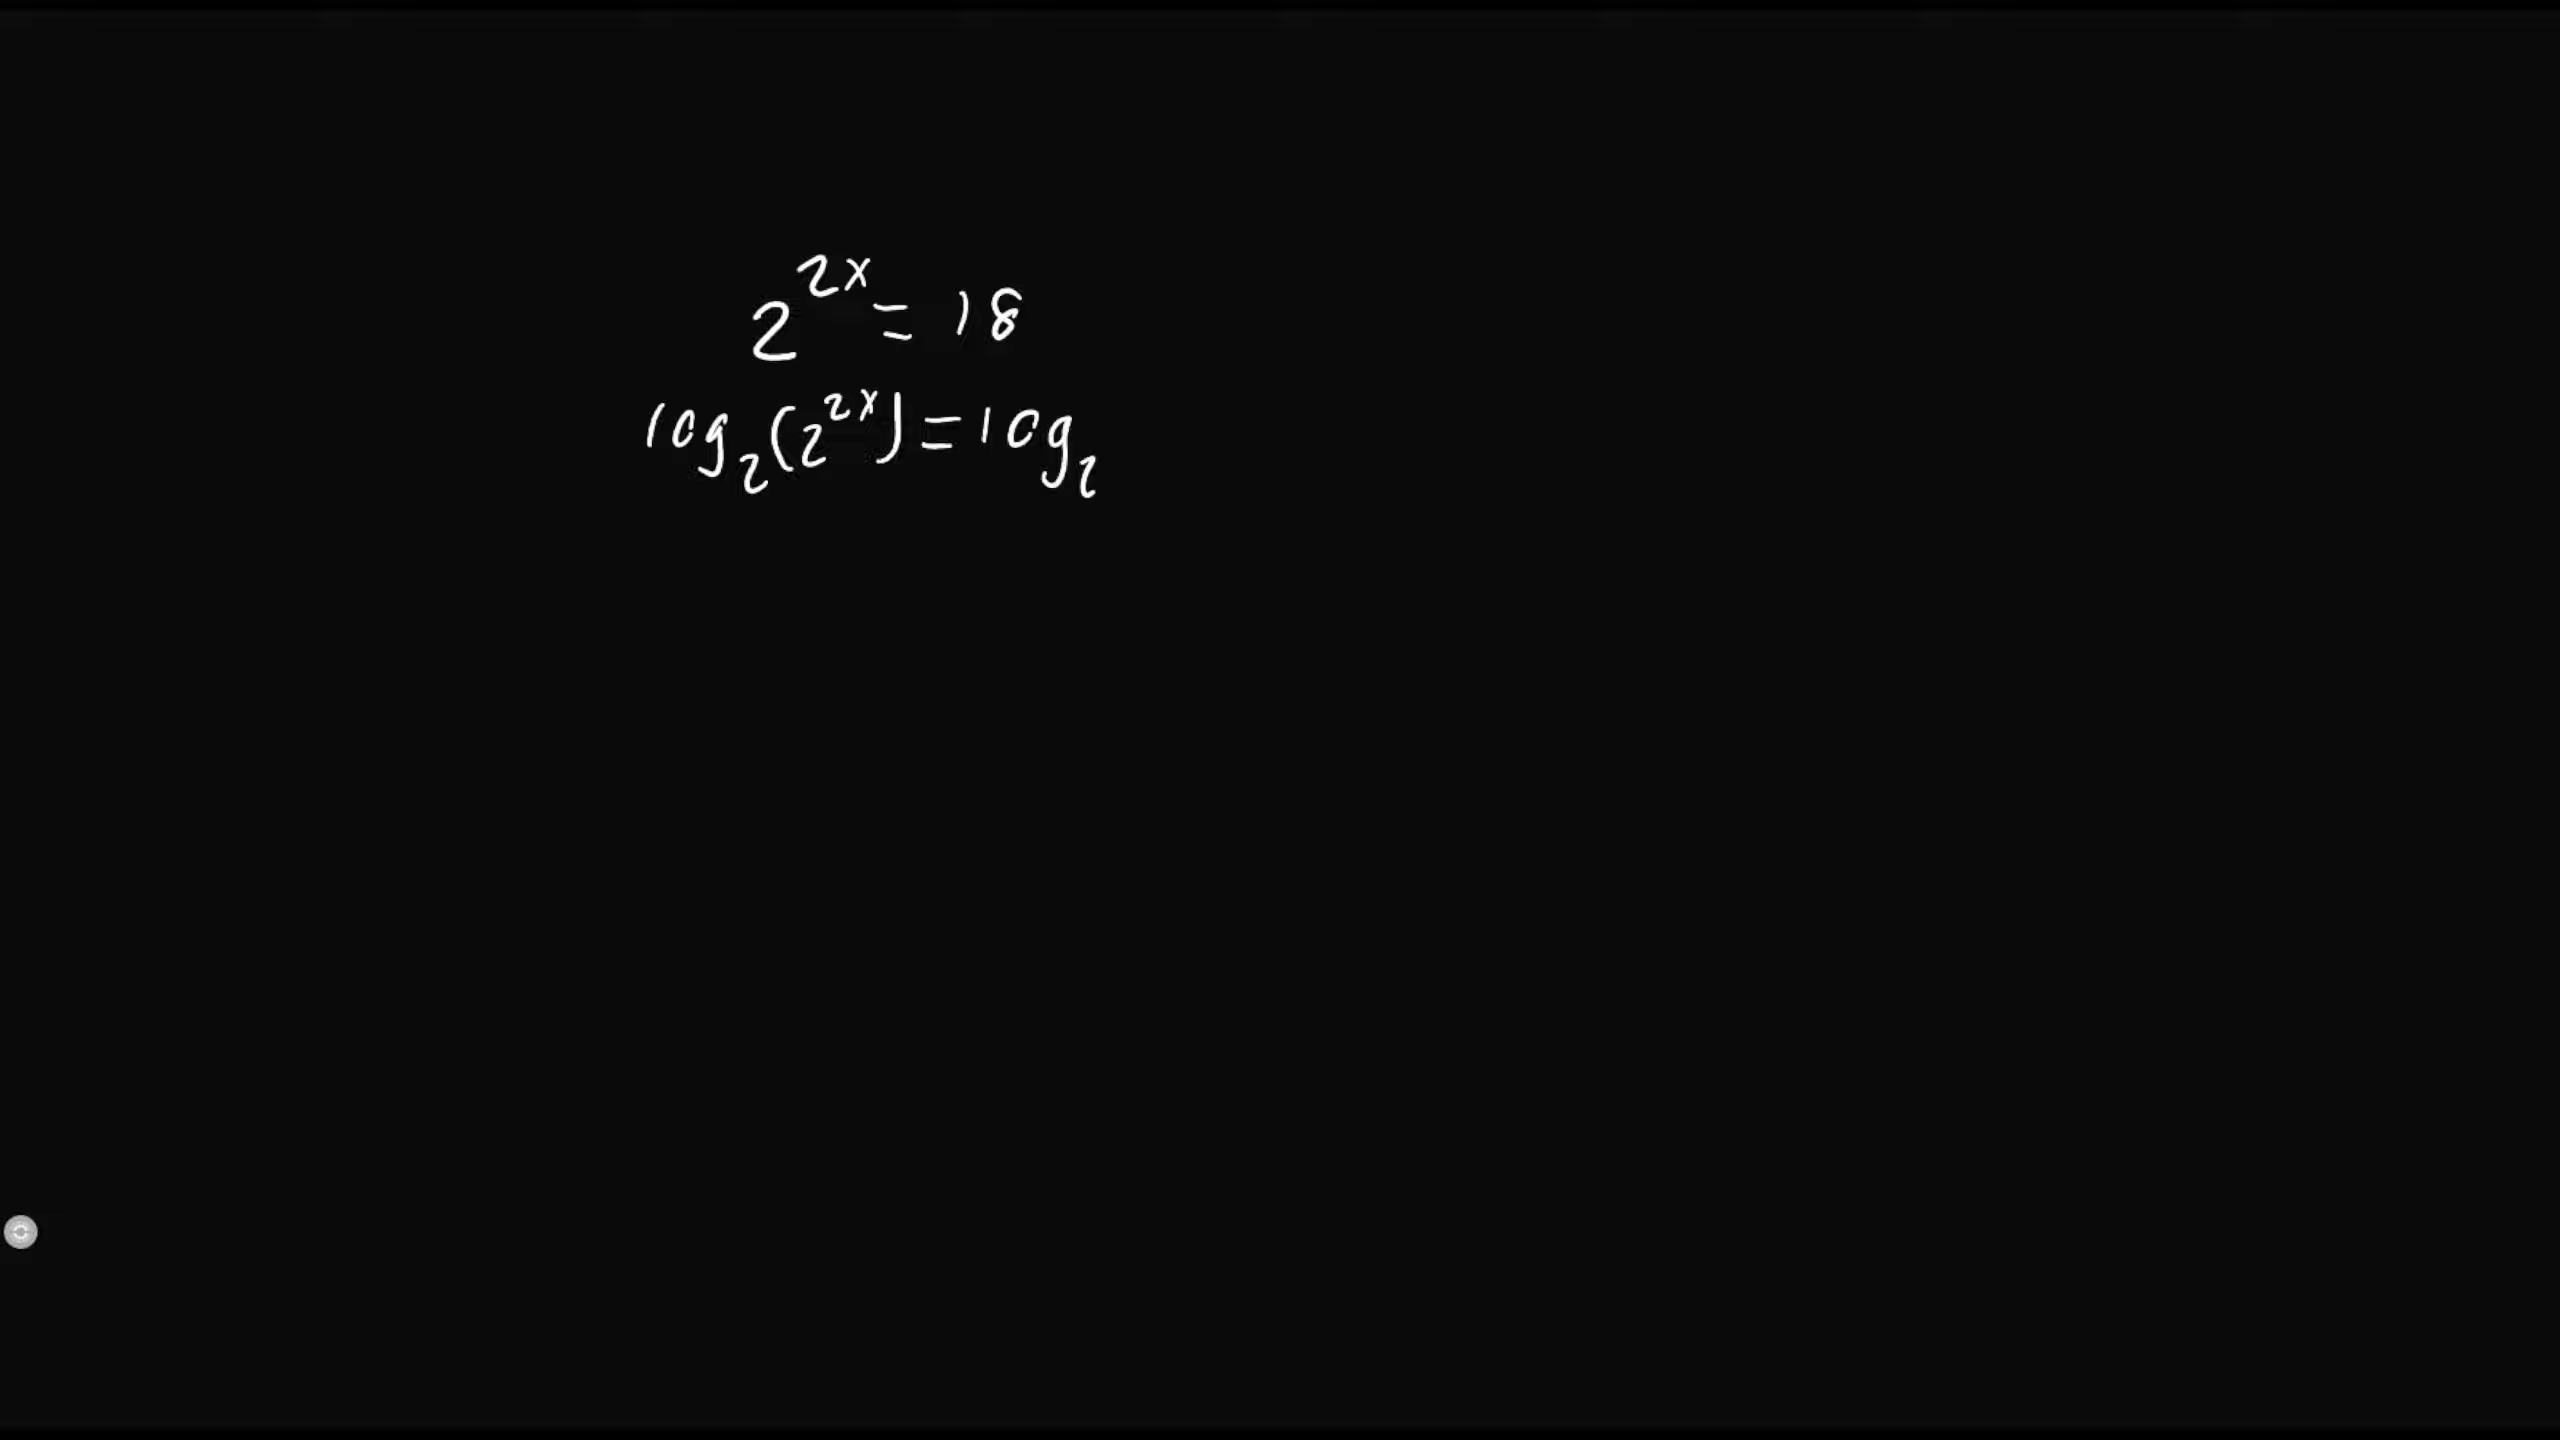 2^{2x} = 18
log_2(2^{2x}) = log_2